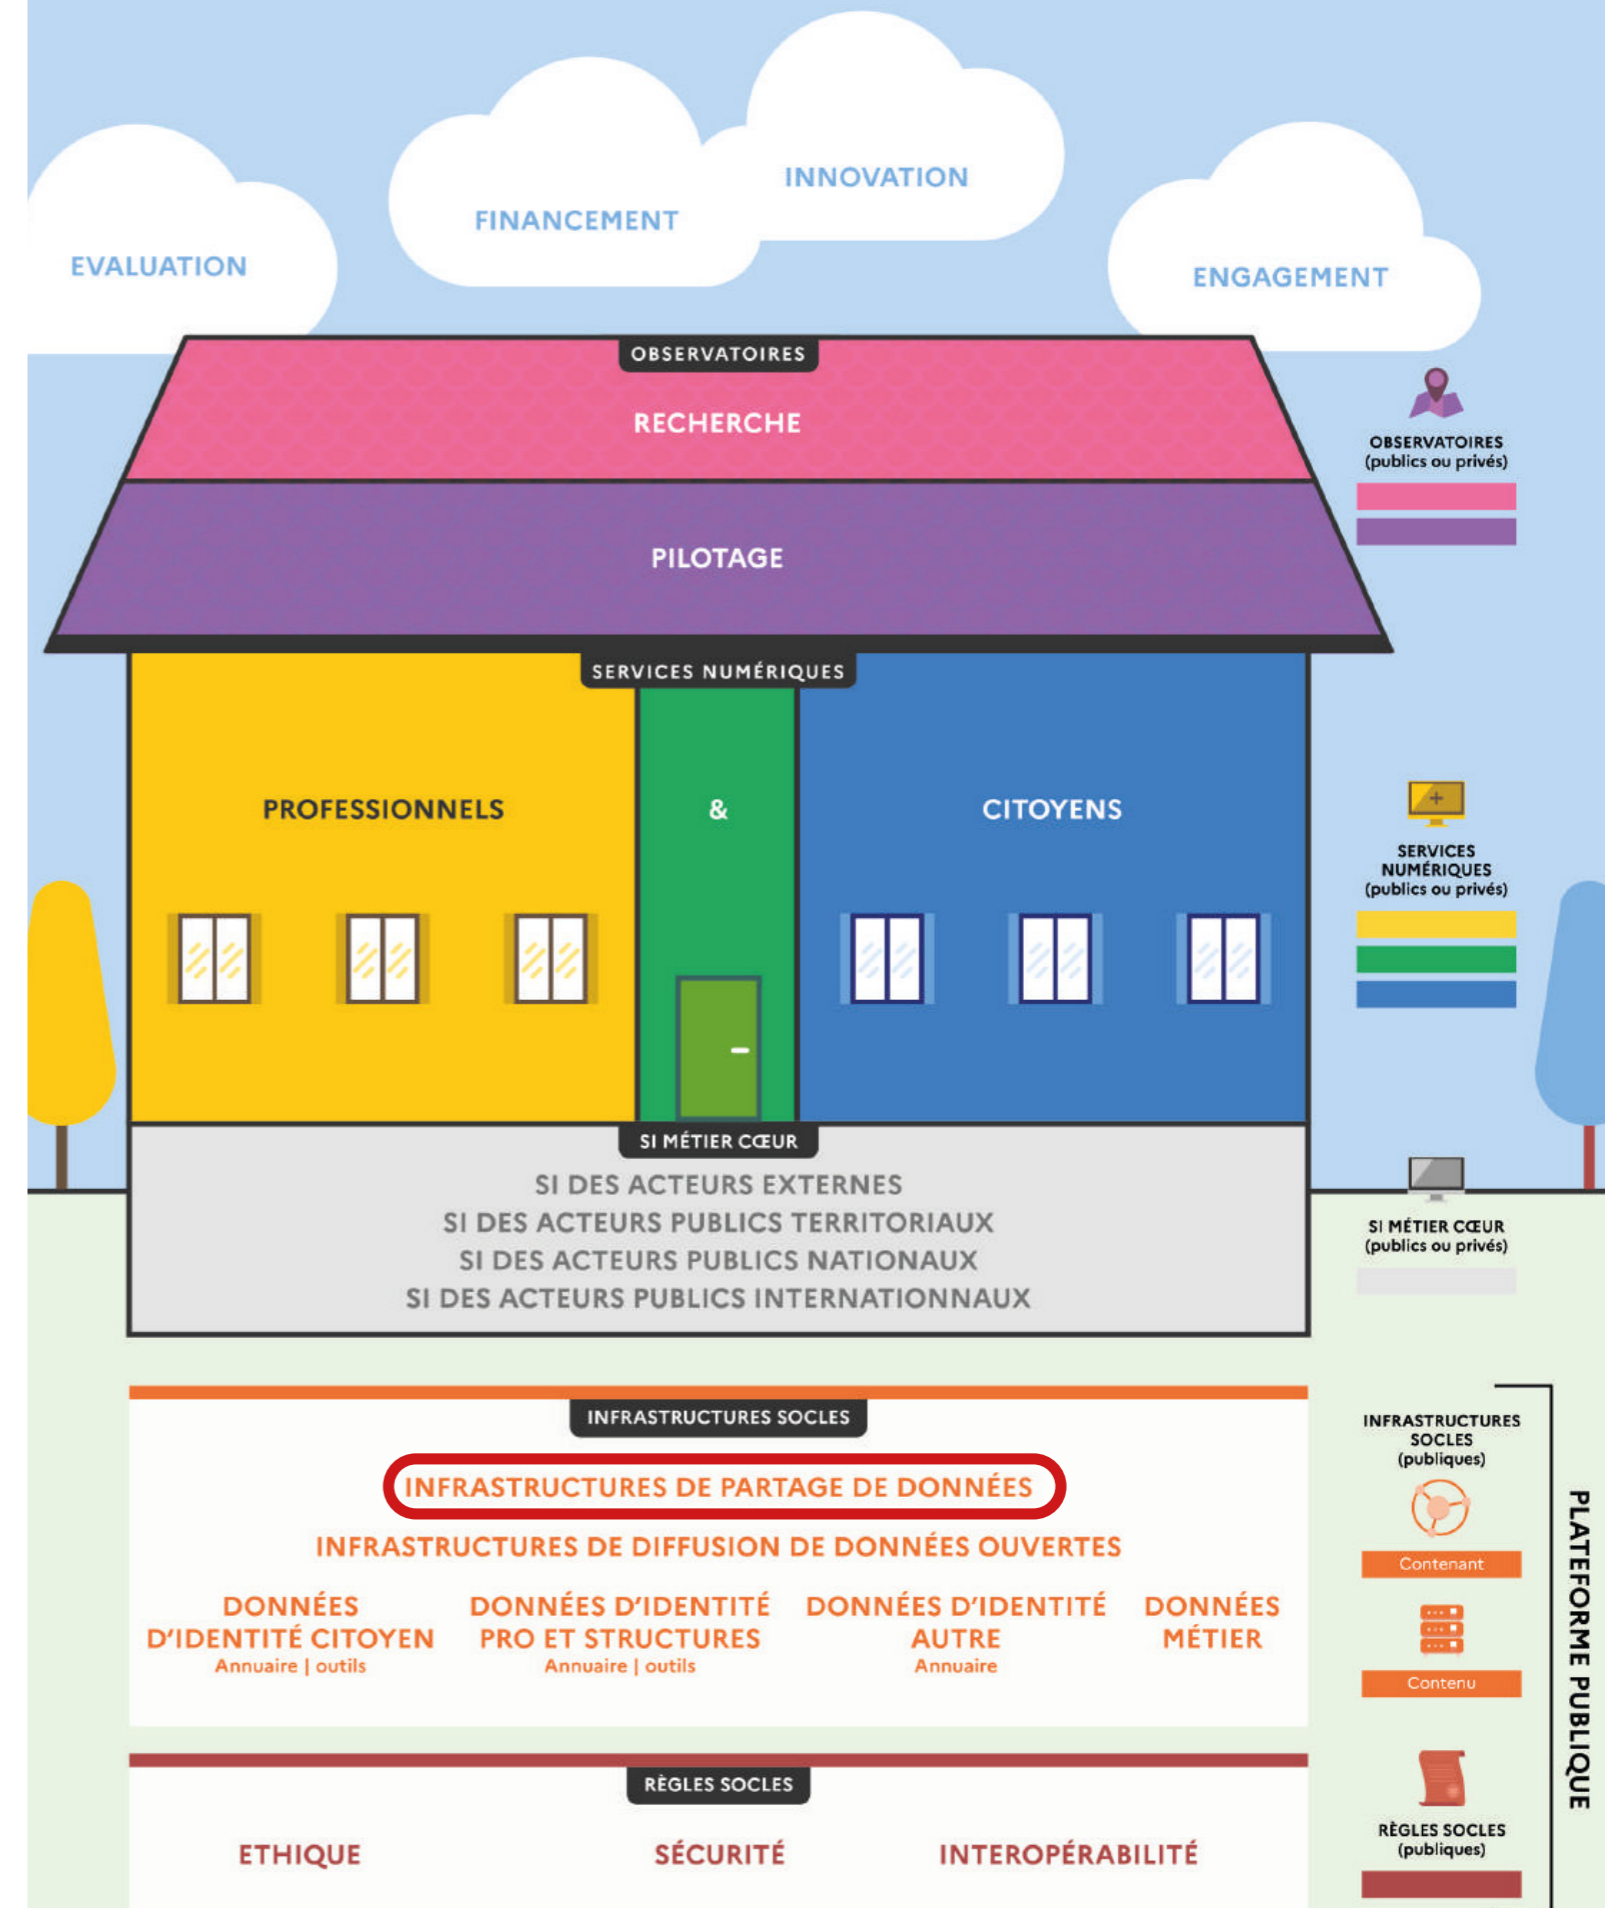 INNOVATION
FINANCEMENT
EVALUATION
ENGAGEMENT
OBSERVATOIRES
RECHERCHE
PILOTAGE
OBSERVATOIRES
(publics ou privés)
SERVICES NUMÉRIQUES
PROFESSIONNELS
&
CITOYENS
SERVICES
NUMÉRIQUES
(publics ou privés)
SI MÉTIER CŒUR
SI DES ACTEURS EXTERNES
SI DES ACTEURS PUBLICS TERRITORIAUX
SI DES ACTEURS PUBLICS NATIONAUX
SI DES ACTEURS PUBLICS INTERNATIONNAUX
SI MÉTIER CŒUR
(publics ou privés)
INFRASTRUCTURES SOCLES
INFRASTRUCTURES DE PARTAGE DE DONNÉES
INFRASTRUCTURES DE DIFFUSION DE DONNÉES OUVERTES
DONNÉES
D'IDENTITÉ CITOYEN
Annuaire | outils
DONNÉES D'IDENTITÉ
PRO ET STRUCTURES
Annuaire | outils
DONNÉES D'IDENTITÉ
AUTRE
Annuaire
DONNÉES
MÉTIER
INFRASTRUCTURES
SOCLES
(publiques)
Contenant
Contenu
RÈGLES SOCLES
ETHIQUE
SÉCURITÉ
INTEROPÉRABILITÉ
RÈGLES SOCLES
(publiques)
PLATEFORME PUBLIQUE